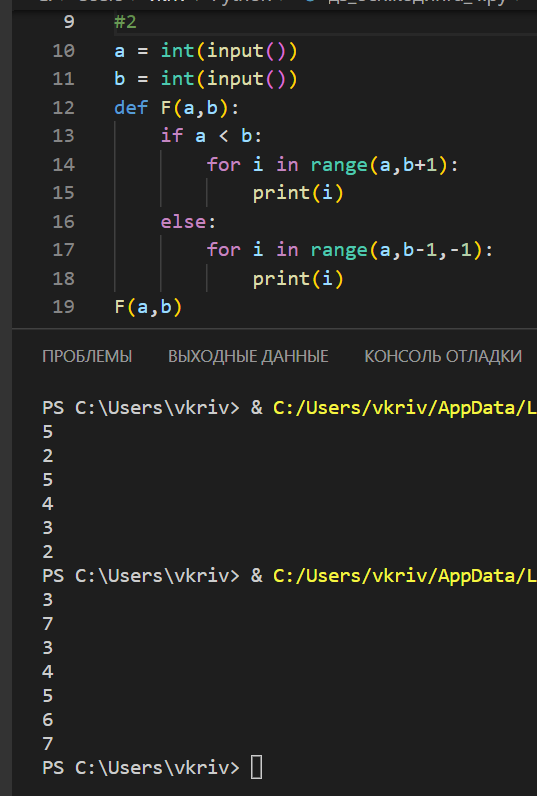 9 #2
10 a = int(input())
11 b = int(input())
12 def F(a,b):
13     if a < b:
14         for i in range(a,b+1):
15             print(i)
16     else:
17         for i in range(a,b-1,-1):
18             print(i)
19 F(a,b)
ПРОБЛЕМЫ ВЫХОДНЫЕ ДАННЫЕ КОНСОЛЬ ОТЛАДКИ
PS C:\Users\vkriv> & C:/Users/vkriv/AppData/L
5
2
5
4
3
2
PS C:\Users\vkriv> & C:/Users/vkriv/AppData/L
3
7
3
4
5
6
7
PS C:\Users\vkriv>